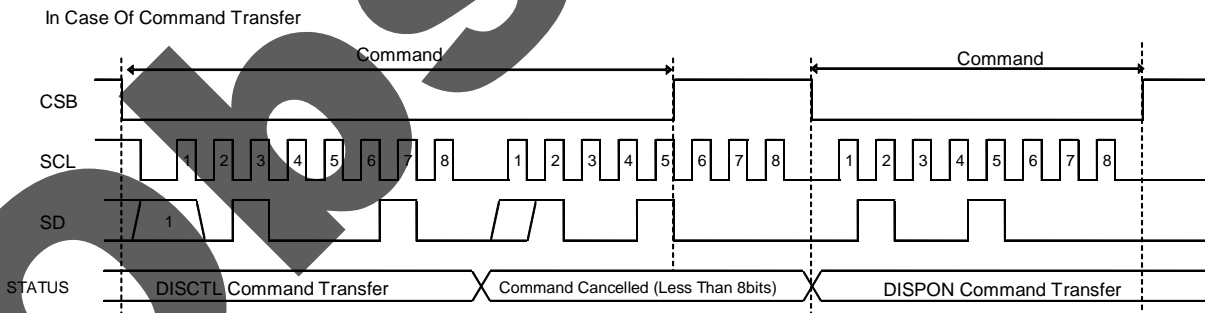 In Case Of Command Transfer
Command
Command
CSB
SCL 1 2 3 4 5 6 7 8 1 2 3 4 5 6 7 8 1 2 3 4 5 6 7 8
SD 1
STATUS DISCTL Command Transfer Command Cancelled (Less Than 8bits) DISPON Command Transfer